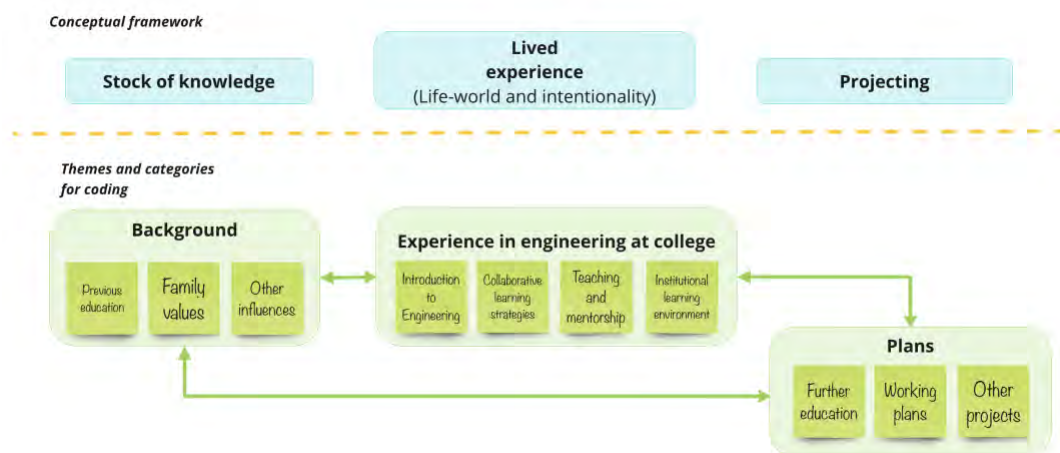 Conceptual framework
Stock of knowledge
Lived
experience
(Life-world and intentionality)
Projecting
Themes and categories
for coding
Background
Previous
education
Family
values
Other
influences
Experience in engineering at college
Introduction
to
Engineering
Collaborative
learning
strategies
Teaching
and
mentorship
Institutional
learning
environment
Plans
Further
education
Working
plans
Other
projects